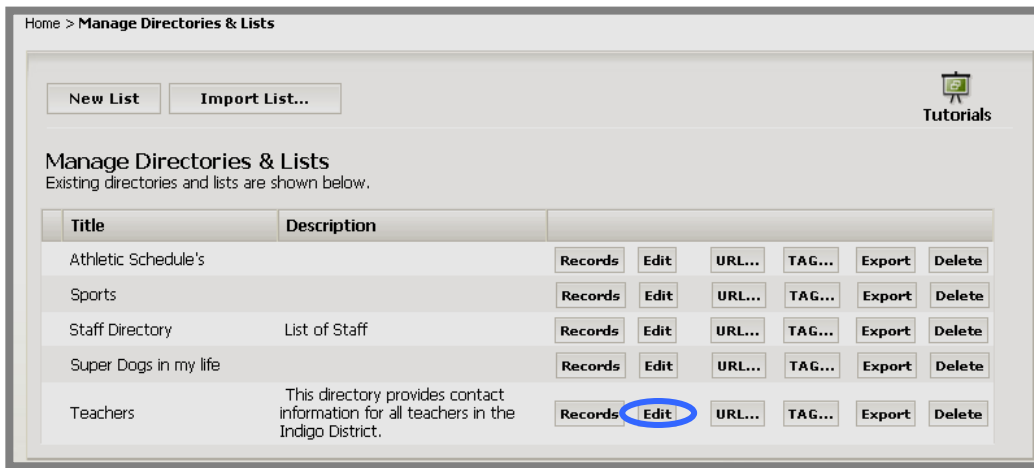 Home > Manage Directories & Lists
New List Import List...
Tutorials
Manage Directories & Lists
Existing directories and lists are shown below.
Title Description
Athletic Schedule's Records Edit URL... TAG... Export Delete
Sports Records Edit URL... TAG... Export Delete
Staff Directory List of Staff Records Edit URL... TAG... Export Delete
Super Dogs in my life Records Edit URL... TAG... Export Delete
This directory provides contact
Teachers information for all teachers in the Records Edit URL... TAG... Export Delete
Indigo District.